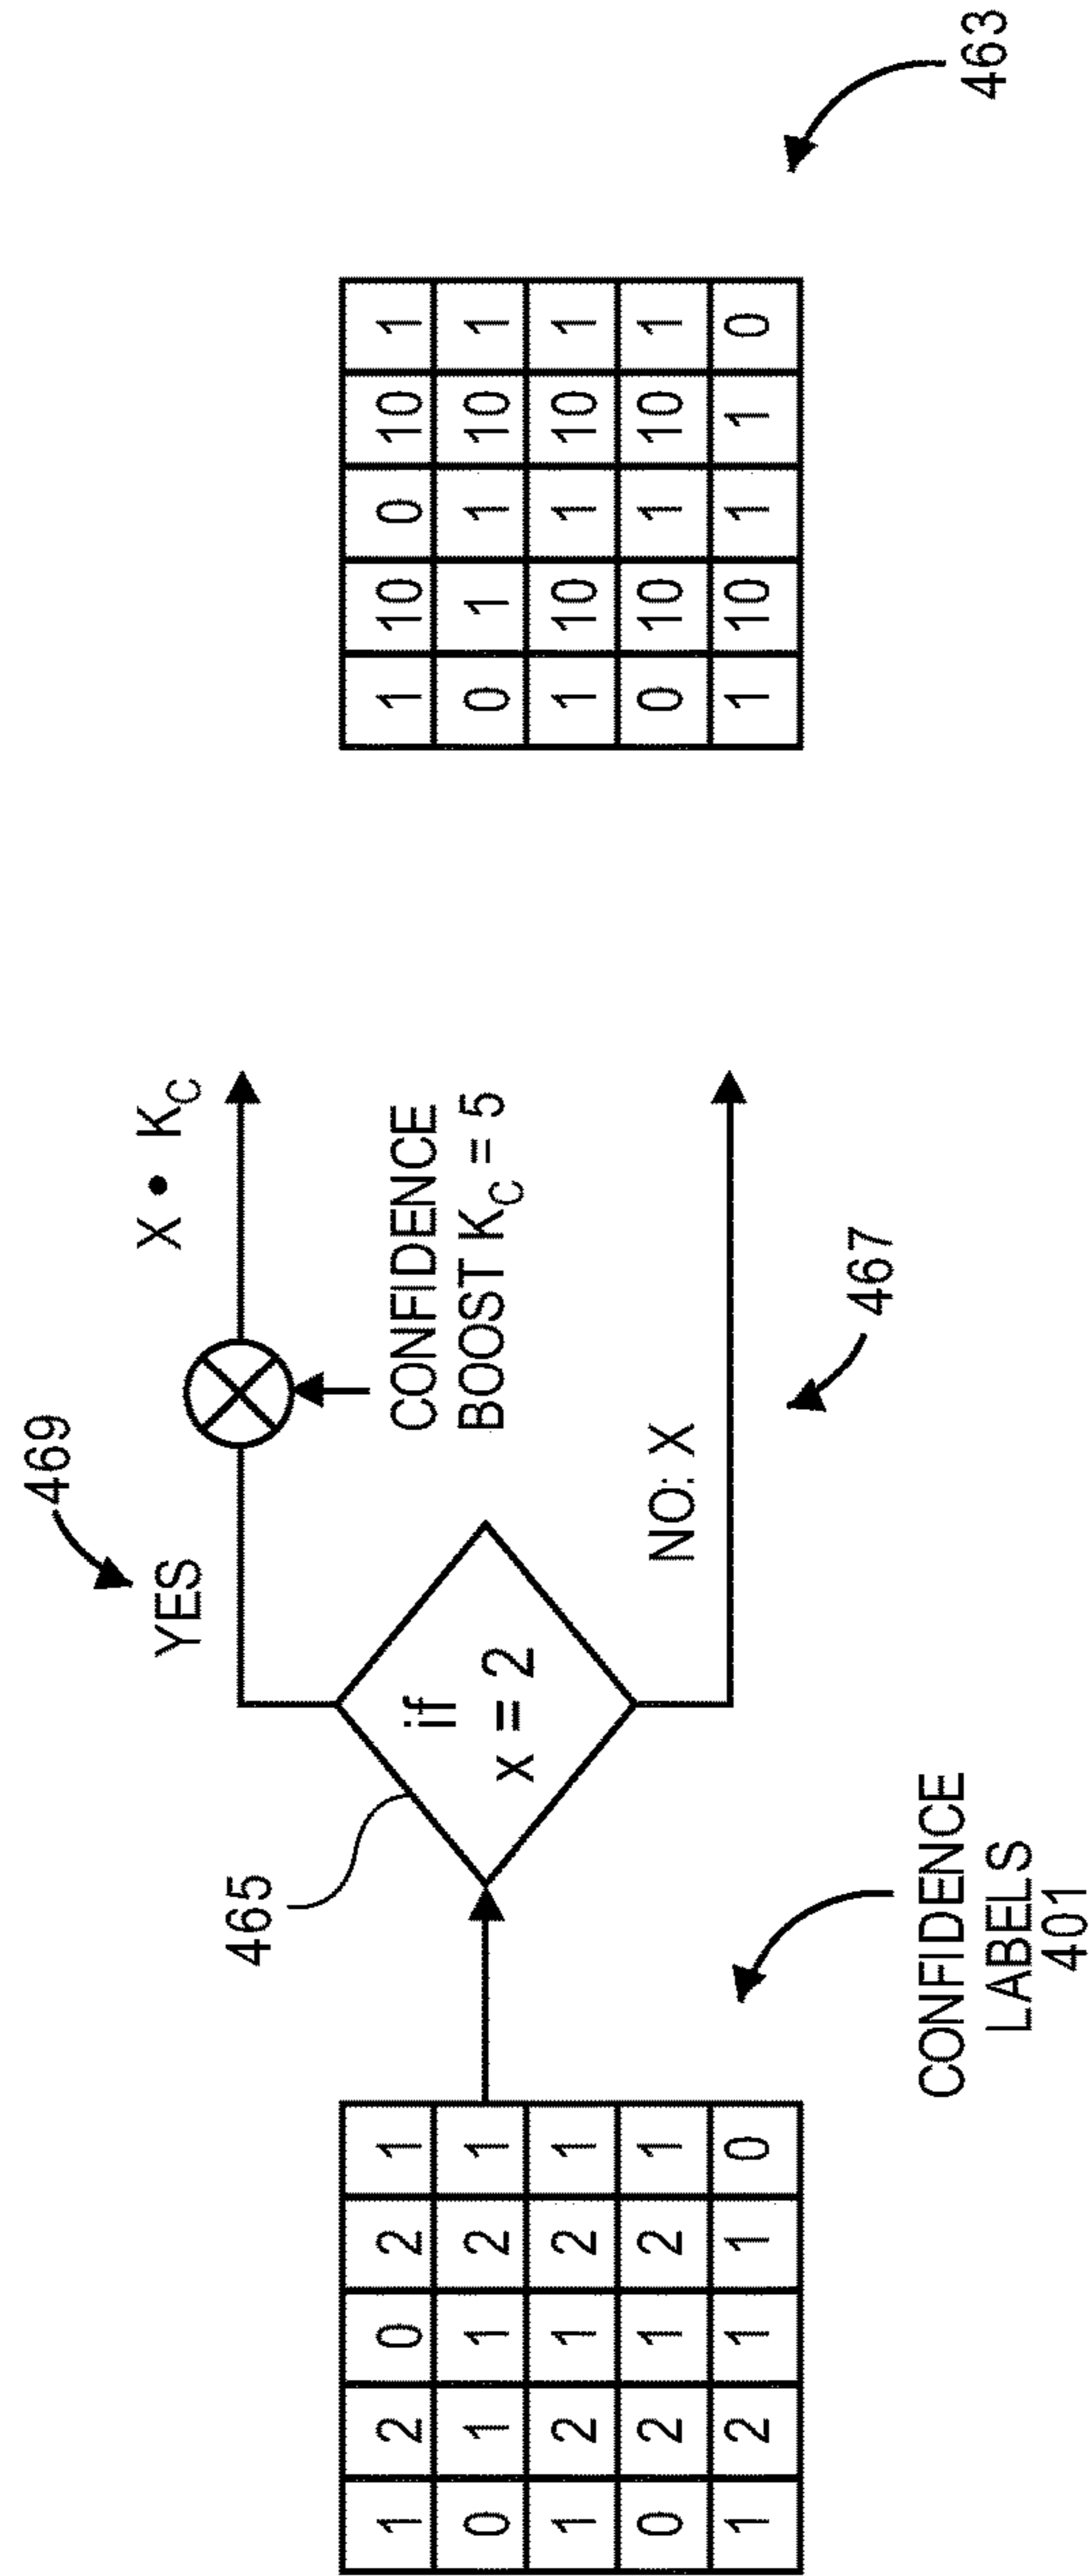 469
YES
X • K_C
CONFIDENCE
BOOST K_C = 5
465
if
x = 2
NO: X
467
1 2 0 2 1
0 1 1 2 1
1 2 1 2 1
0 2 1 2 1
1 2 1 1 0
CONFIDENCE
LABELS
401
1 10 0 10 1
0 1 1 10 1
1 10 1 10 1
0 10 1 10 1
1 10 1 1 0
463